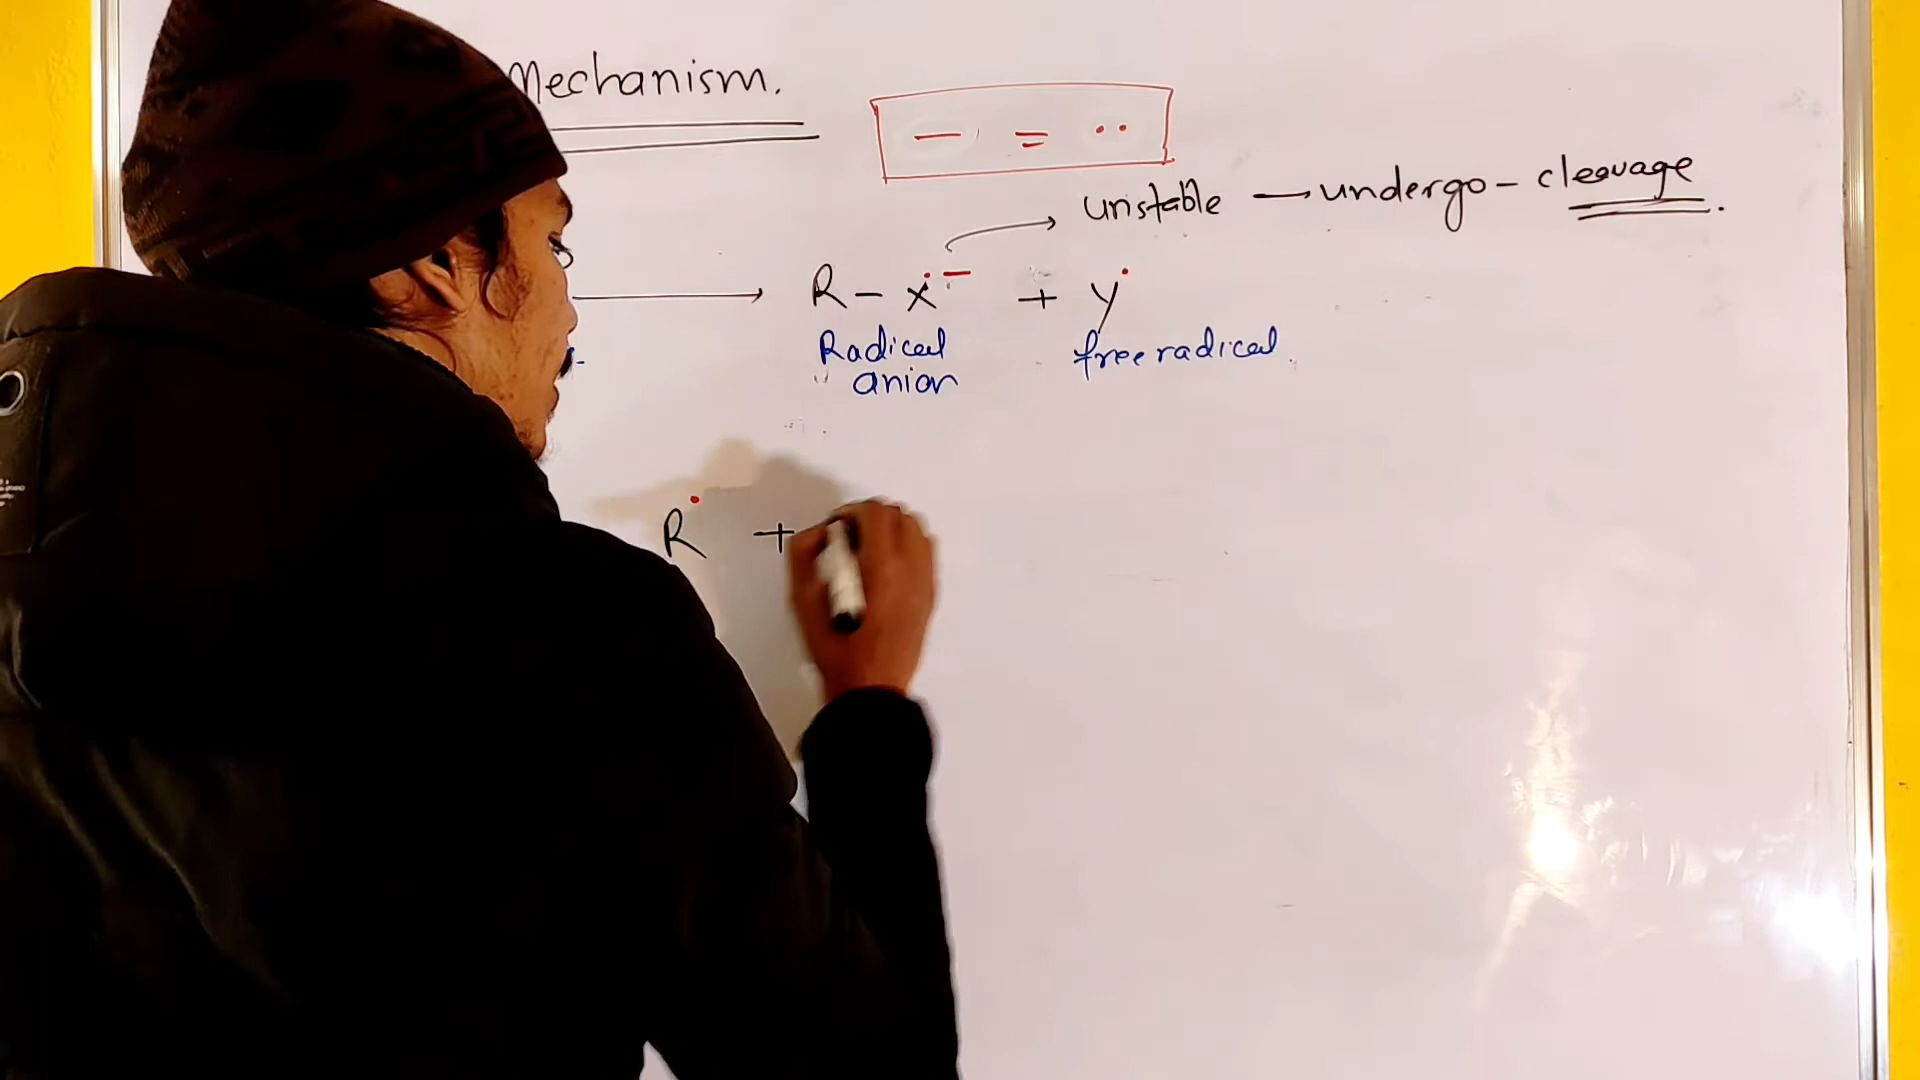 Mechanism.
— = ··
unstable → undergo - cleavage.
⟶ R - x˙⁻ + y˙
Radical free radical.
anion
R˙ +